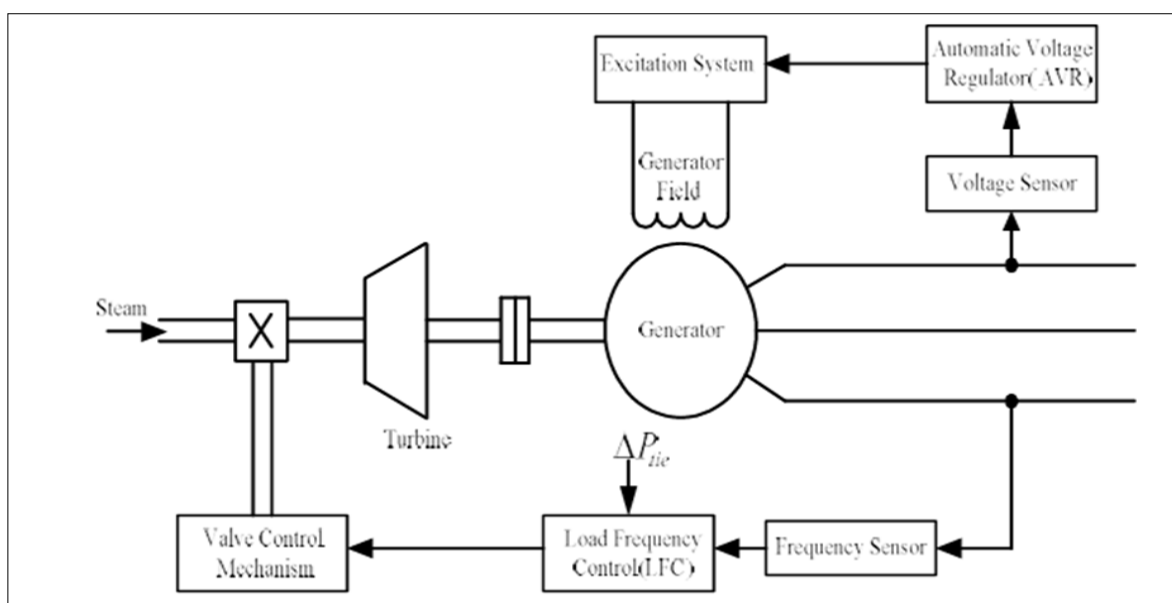 Excitation System
Automatic Voltage
Regulator(AVR)
Generator
Field
Voltage Sensor
Steam
Generator
Turbine
ΔPtie
Valve Control
Mechanism
Load Frequency
Control(LFC)
Frequency Sensor